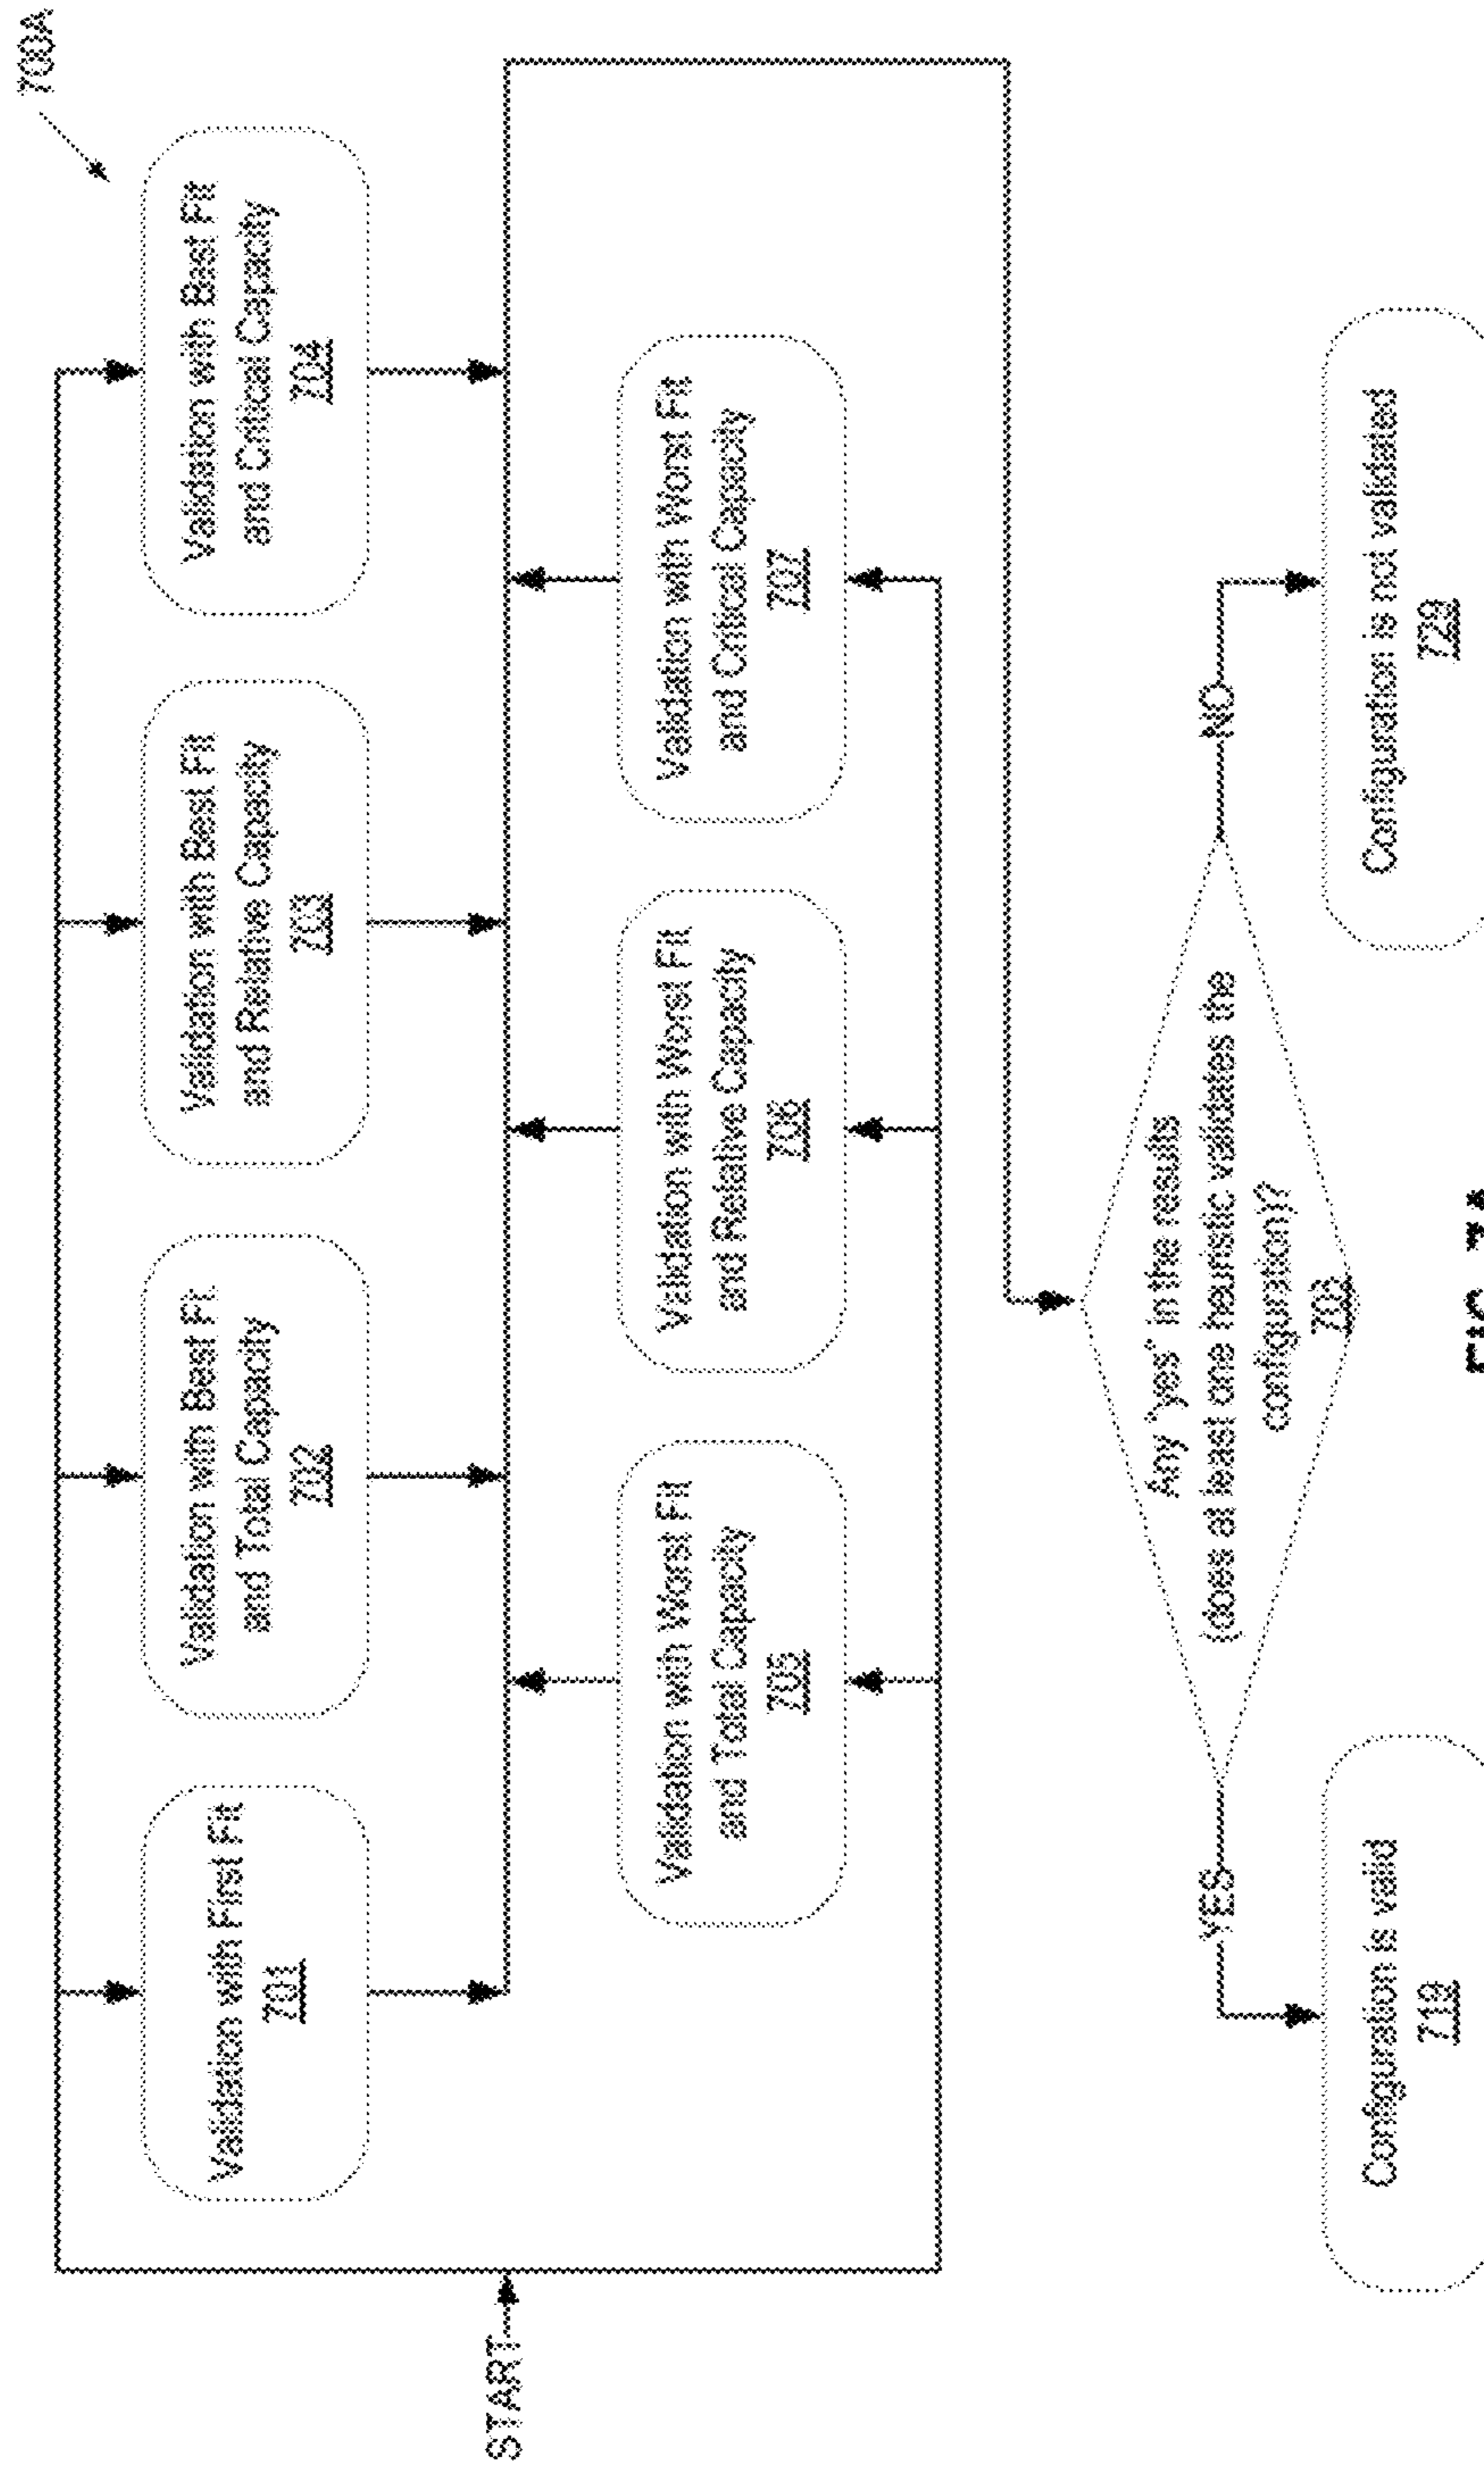 700A
START
Validation with First Fit
701
Validation with Best Fit
and Total Capacity
702
Validation with Best Fit
and Relative Capacity
703
Validation with Best Fit
and Critical Capacity
704
Validation with Worst Fit
and Total Capacity
705
Validation with Worst Fit
and Relative Capacity
706
Validation with Worst Fit
and Critical Capacity
707
Any "yes" in the results
(does at least one heuristic validates the
configuration)?
YES
NO
Configuration is valid
719
Configuration is not validated
729